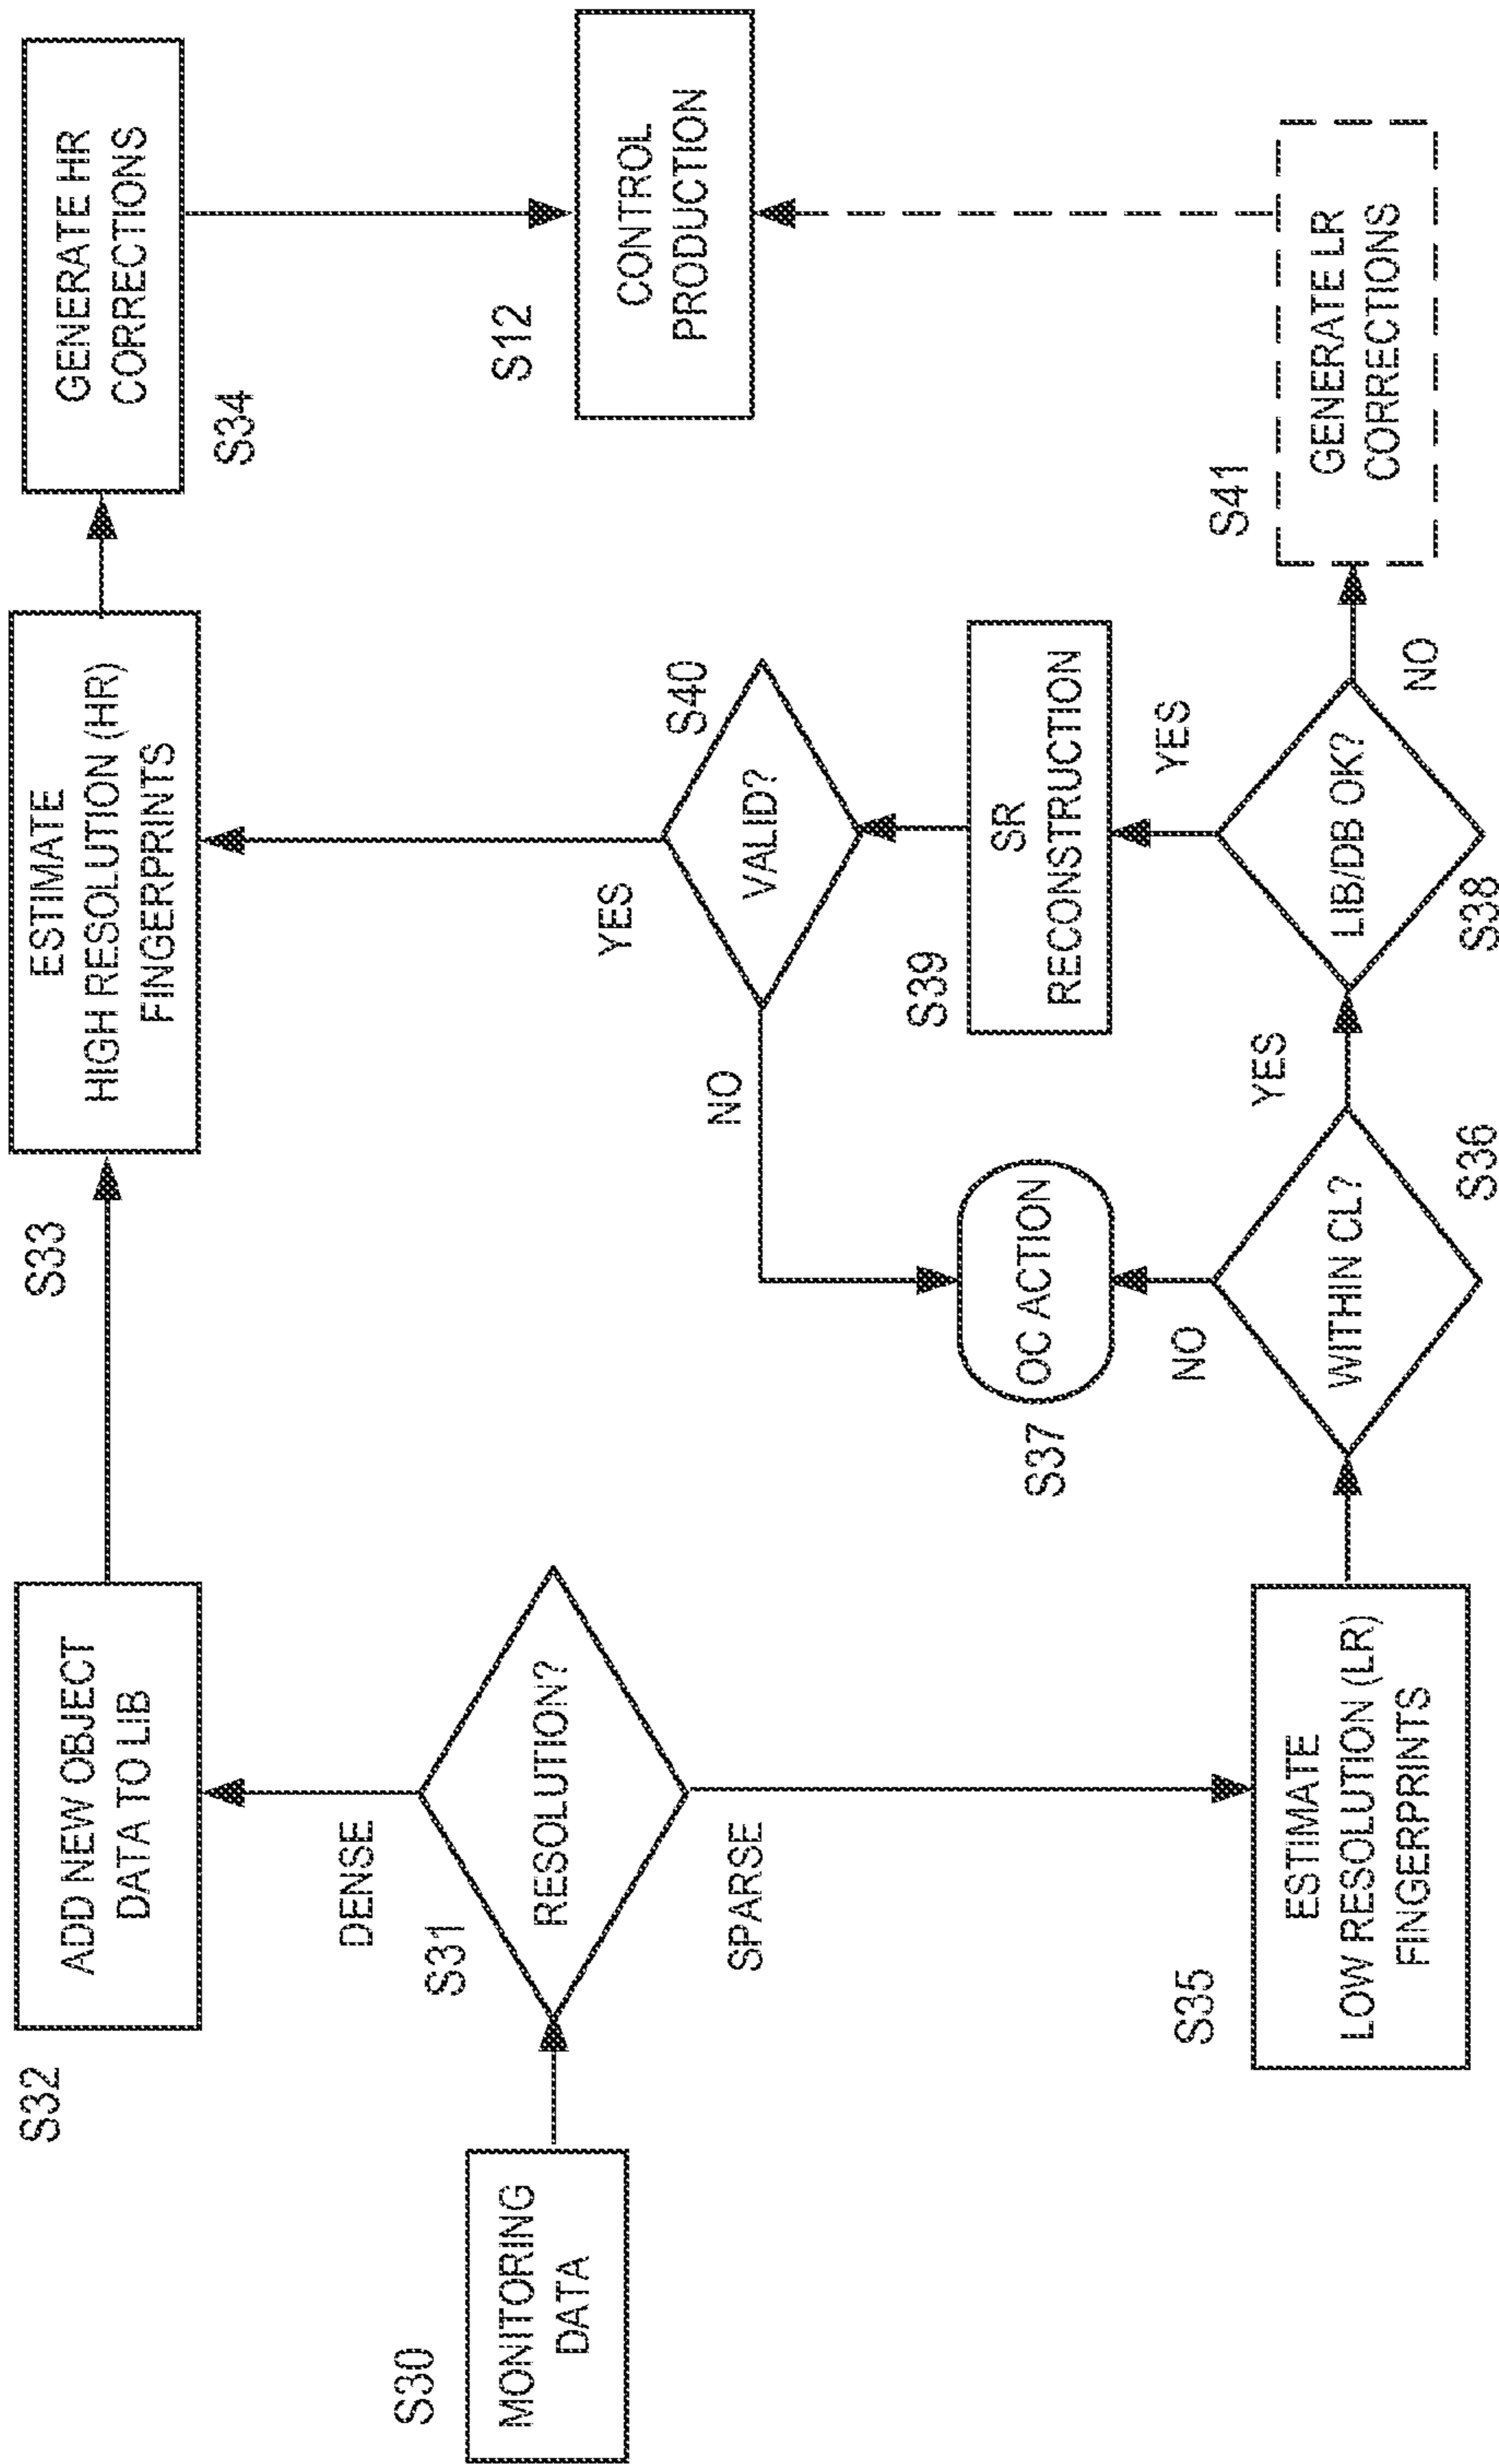 S30
MONITORING
DATA
S31
RESOLUTION?
DENSE
SPARSE
S32
ADD NEW OBJECT
DATA TO LIB
S33
ESTIMATE
HIGH RESOLUTION (HR)
FINGERPRINTS
S34
GENERATE HR
CORRECTIONS
S12
CONTROL
PRODUCTION
S35
ESTIMATE
LOW RESOLUTION (LR)
FINGERPRINTS
S36
WITHIN CL?
NO
YES
S37
OC ACTION
S38
LIB/DB OK?
YES
NO
S39
SR
RECONSTRUCTION
S40
VALID?
NO
YES
S41
GENERATE LR
CORRECTIONS